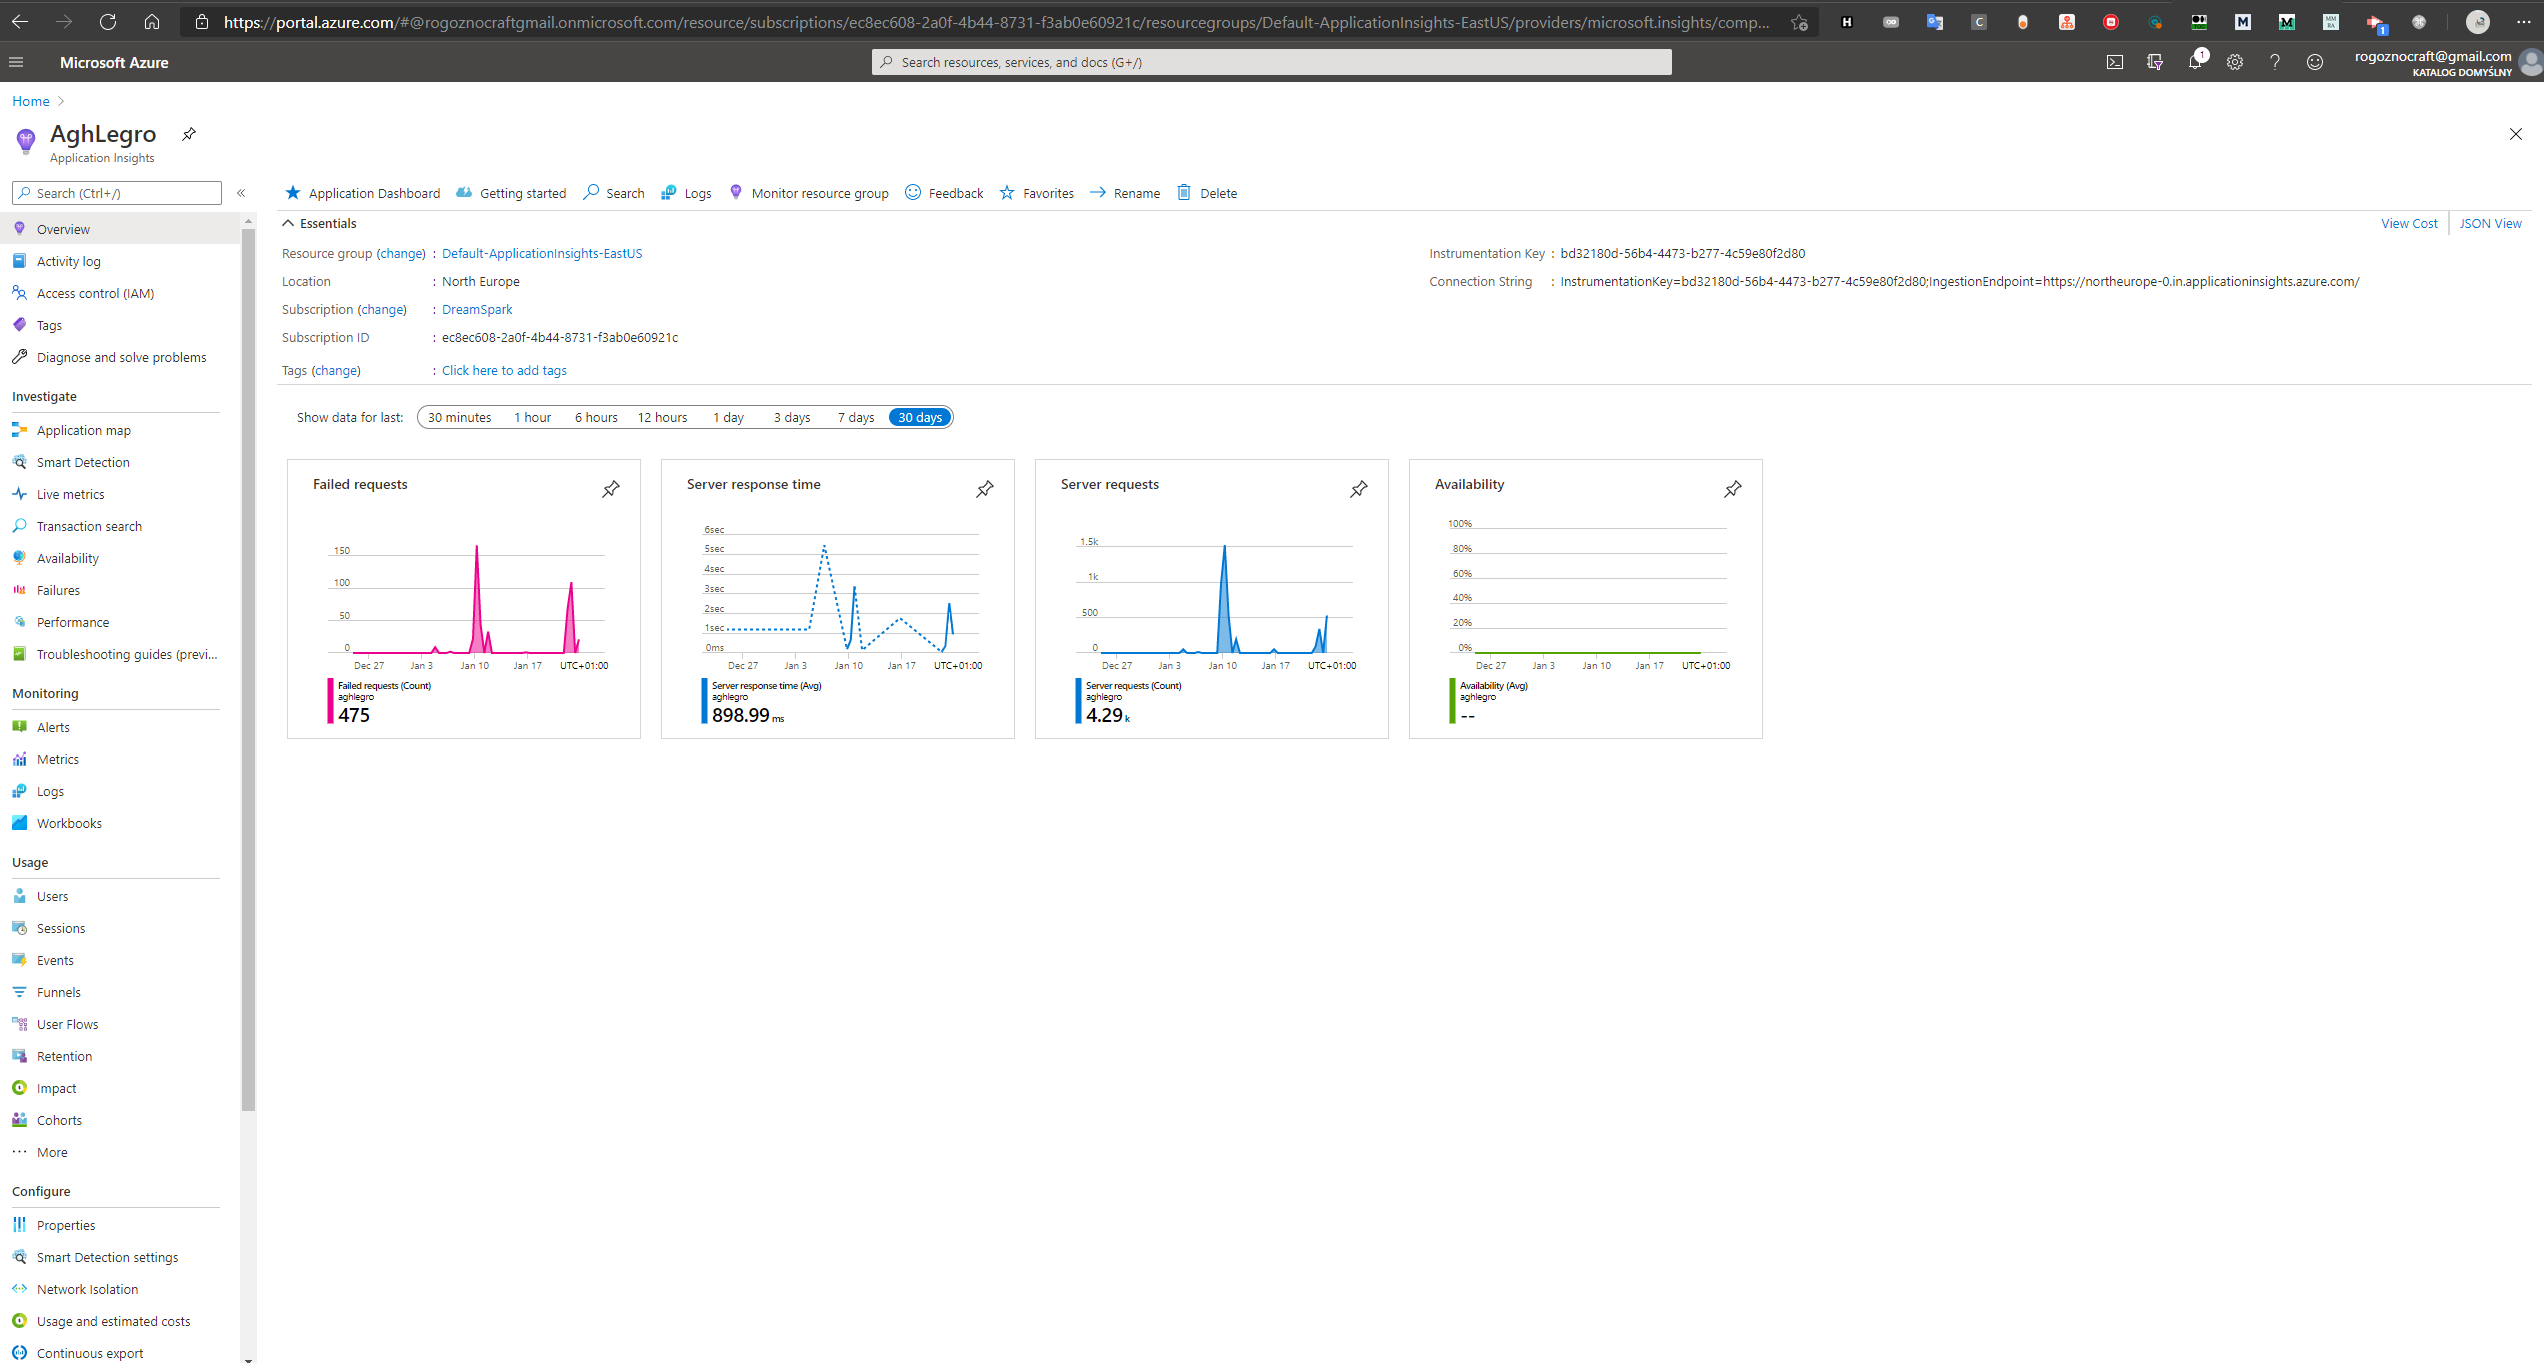 https://portal.azure.com/#@rogoznocraftgmail.onmicrosoft.com/resource/subscriptions/ec8ec608-2a0f-4b44-8731-f3ab0e60921c/resourcegroups/Default-ApplicationInsights-EastUS/providers/microsoft.insights/comp...
Microsoft Azure
Search resources, services, and docs (G+/)
1
rogoznocraft@gmail.com
KATALOG DOMYŚLNY
Home
AghLegro
Application Insights
Search (Ctrl+/)
Overview
Activity log
Access control (IAM)
Tags
Diagnose and solve problems
Investigate
Application map
Smart Detection
Live metrics
Transaction search
Availability
Failures
Performance
Troubleshooting guides (previ...
Monitoring
Alerts
Metrics
Logs
Workbooks
Usage
Users
Sessions
Events
Funnels
User Flows
Retention
Impact
Cohorts
More
Configure
Properties
Smart Detection settings
Network Isolation
Usage and estimated costs
Continuous export
Application Dashboard Getting started Search Logs Monitor resource group Feedback Favorites Rename Delete
Essentials
View Cost JSON View
Resource group (change) : Default-ApplicationInsights-EastUS
Location : North Europe
Subscription (change) : DreamSpark
Subscription ID : ec8ec608-2a0f-4b44-8731-f3ab0e60921c
Tags (change) : Click here to add tags
Instrumentation Key : bd32180d-56b4-4473-b277-4c59e80f2d80
Connection String : InstrumentationKey=bd32180d-56b4-4473-b277-4c59e80f2d80;IngestionEndpoint=https://northeurope-0.in.applicationinsights.azure.com/
Show data for last: 30 minutes 1 hour 6 hours 12 hours 1 day 3 days 7 days 30 days
Failed requests
150
100
50
0
Dec 27 Jan 3 Jan 10 Jan 17 UTC+01:00
Failed requests (Count)
aghlegro
475
Server response time
6sec
5sec
4sec
3sec
2sec
1sec
0ms
Dec 27 Jan 3 Jan 10 Jan 17 UTC+01:00
Server response time (Avg)
aghlegro
898.99 ms
Server requests
1.5k
1k
500
0
Dec 27 Jan 3 Jan 10 Jan 17 UTC+01:00
Server requests (Count)
aghlegro
4.29 k
Availability
100%
80%
60%
40%
20%
0%
Dec 27 Jan 3 Jan 10 Jan 17 UTC+01:00
Availability (Avg)
aghlegro
--